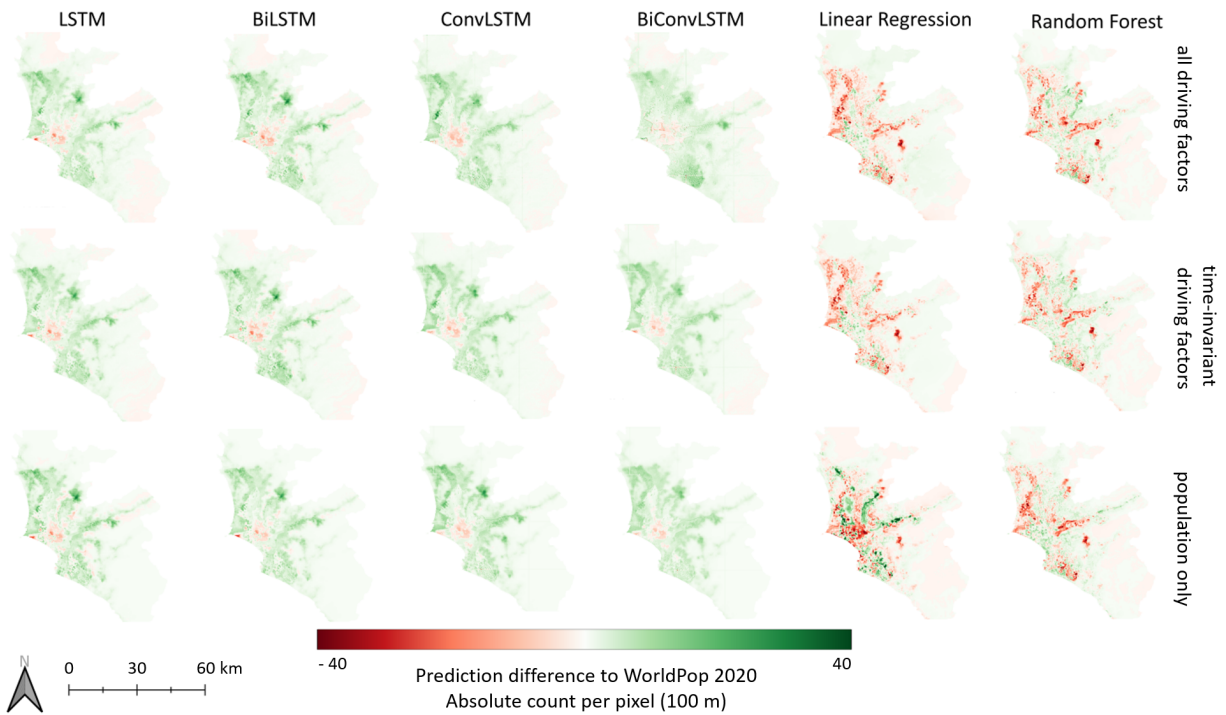 LSTM
BiLSTM
ConvLSTM
BiConvLSTM
Linear Regression
Random Forest
all driving factors
time-invariant
driving factors
population only
N
0 30 60 km
- 40
40
Prediction difference to WorldPop 2020
Absolute count per pixel (100 m)